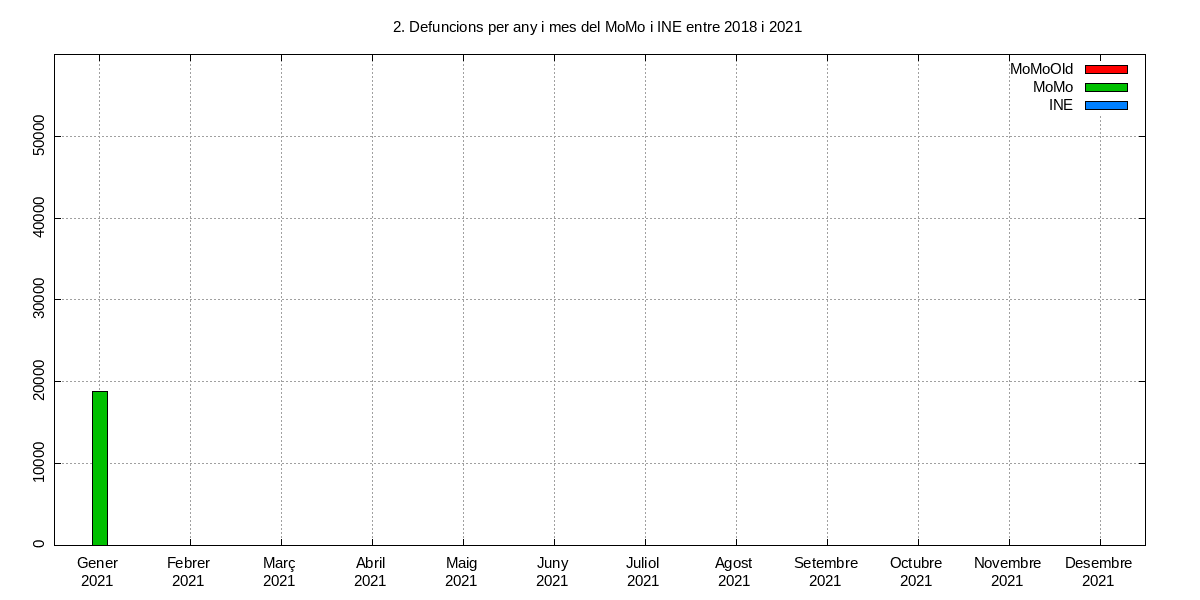 2. Defuncions per any i mes del MoMo i INE entre 2018 i 2021
MoMoOld
MoMo
INE
50000
40000
30000
20000
10000
0
Gener
2021
Febrer
2021
Març
2021
Abril
2021
Maig
2021
Juny
2021
Juliol
2021
Agost
2021
Setembre
2021
Octubre
2021
Novembre
2021
Desembre
2021